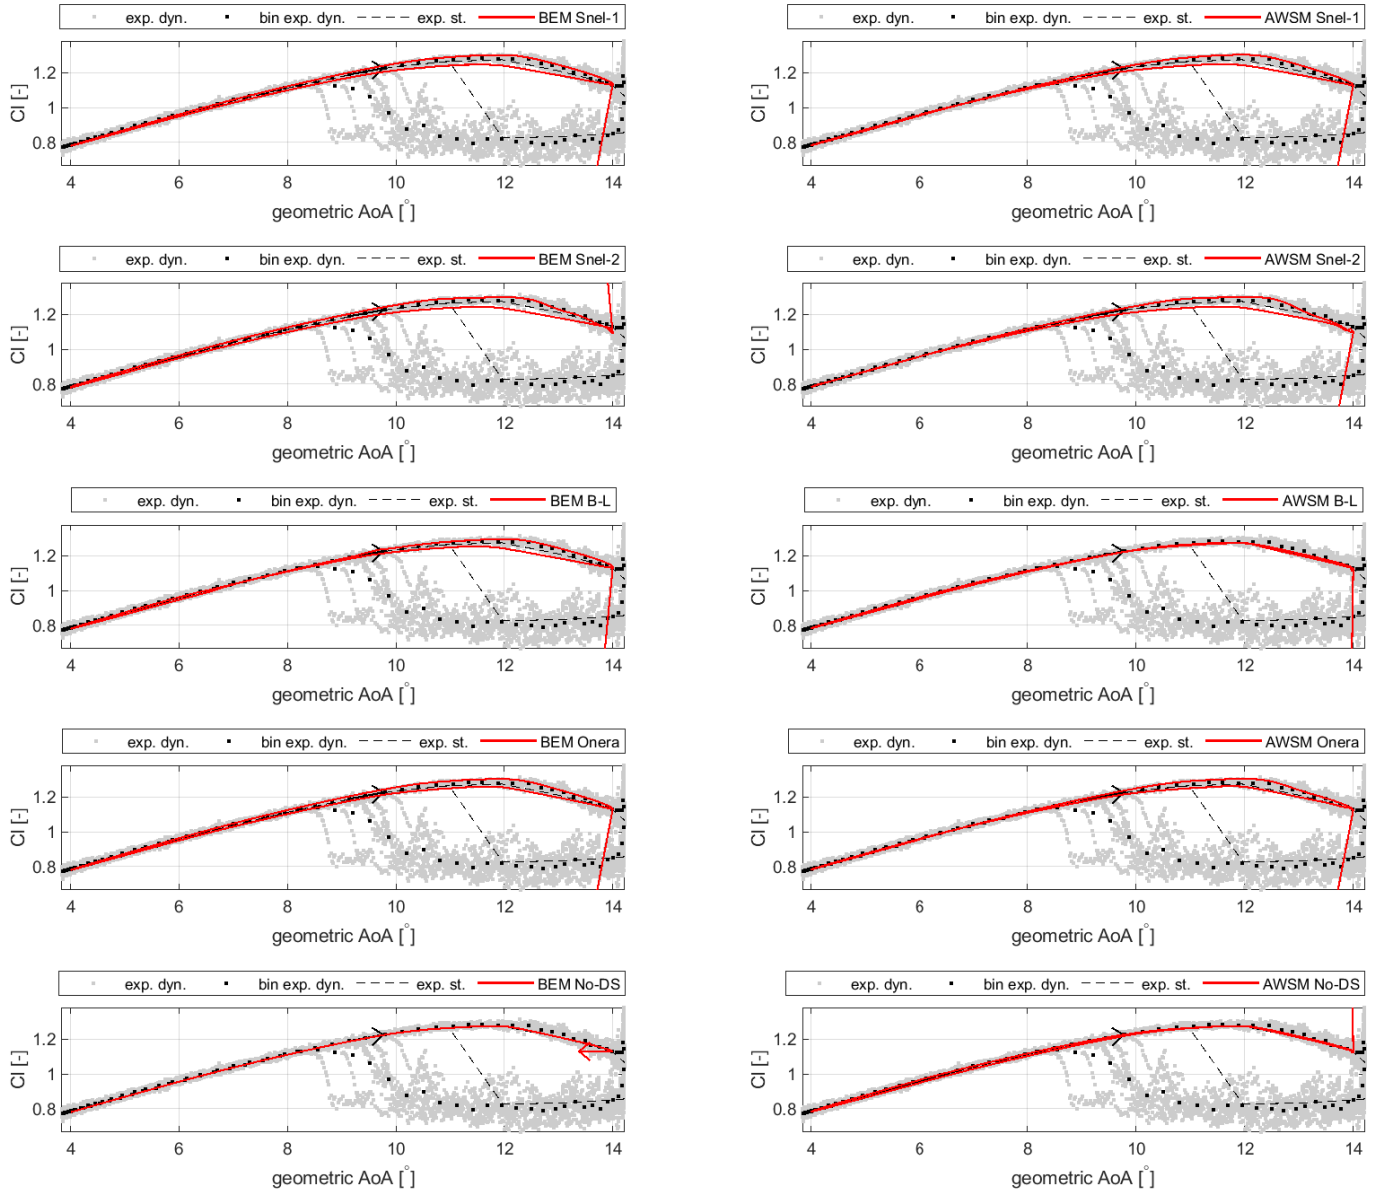 exp. dyn. bin exp. dyn. exp. st. BEM Snel-1
1.2
1
0.8
Cl [-]
4 6 8 10 12 14
geometric AoA [°]
exp. dyn. bin exp. dyn. exp. st. AWSM Snel-1
1.2
1
0.8
Cl [-]
4 6 8 10 12 14
geometric AoA [°]
exp. dyn. bin exp. dyn. exp. st. BEM Snel-2
1.2
1
0.8
Cl [-]
4 6 8 10 12 14
geometric AoA [°]
exp. dyn. bin exp. dyn. exp. st. AWSM Snel-2
1.2
1
0.8
Cl [-]
4 6 8 10 12 14
geometric AoA [°]
exp. dyn. bin exp. dyn. exp. st. BEM B-L
1.2
1
0.8
Cl [-]
4 6 8 10 12 14
geometric AoA [°]
exp. dyn. bin exp. dyn. exp. st. AWSM B-L
1.2
1
0.8
Cl [-]
4 6 8 10 12 14
geometric AoA [°]
exp. dyn. bin exp. dyn. exp. st. BEM Onera
1.2
1
0.8
Cl [-]
4 6 8 10 12 14
geometric AoA [°]
exp. dyn. bin exp. dyn. exp. st. AWSM Onera
1.2
1
0.8
Cl [-]
4 6 8 10 12 14
geometric AoA [°]
exp. dyn. bin exp. dyn. exp. st. BEM No-DS
1.2
1
0.8
Cl [-]
4 6 8 10 12 14
geometric AoA [°]
exp. dyn. bin exp. dyn. exp. st. AWSM No-DS
1.2
1
0.8
Cl [-]
4 6 8 10 12 14
geometric AoA [°]